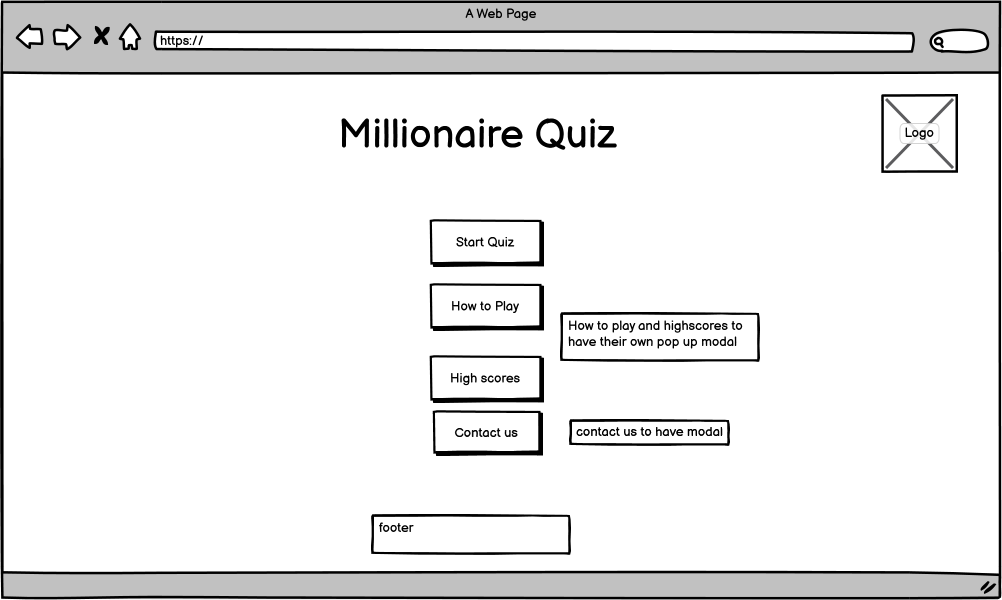 A Web Page
https://
Millionaire Quiz
Logo
Start Quiz
How to Play
How to play and highscores to
have their own pop up modal
High scores
Contact us
contact us to have modal
footer